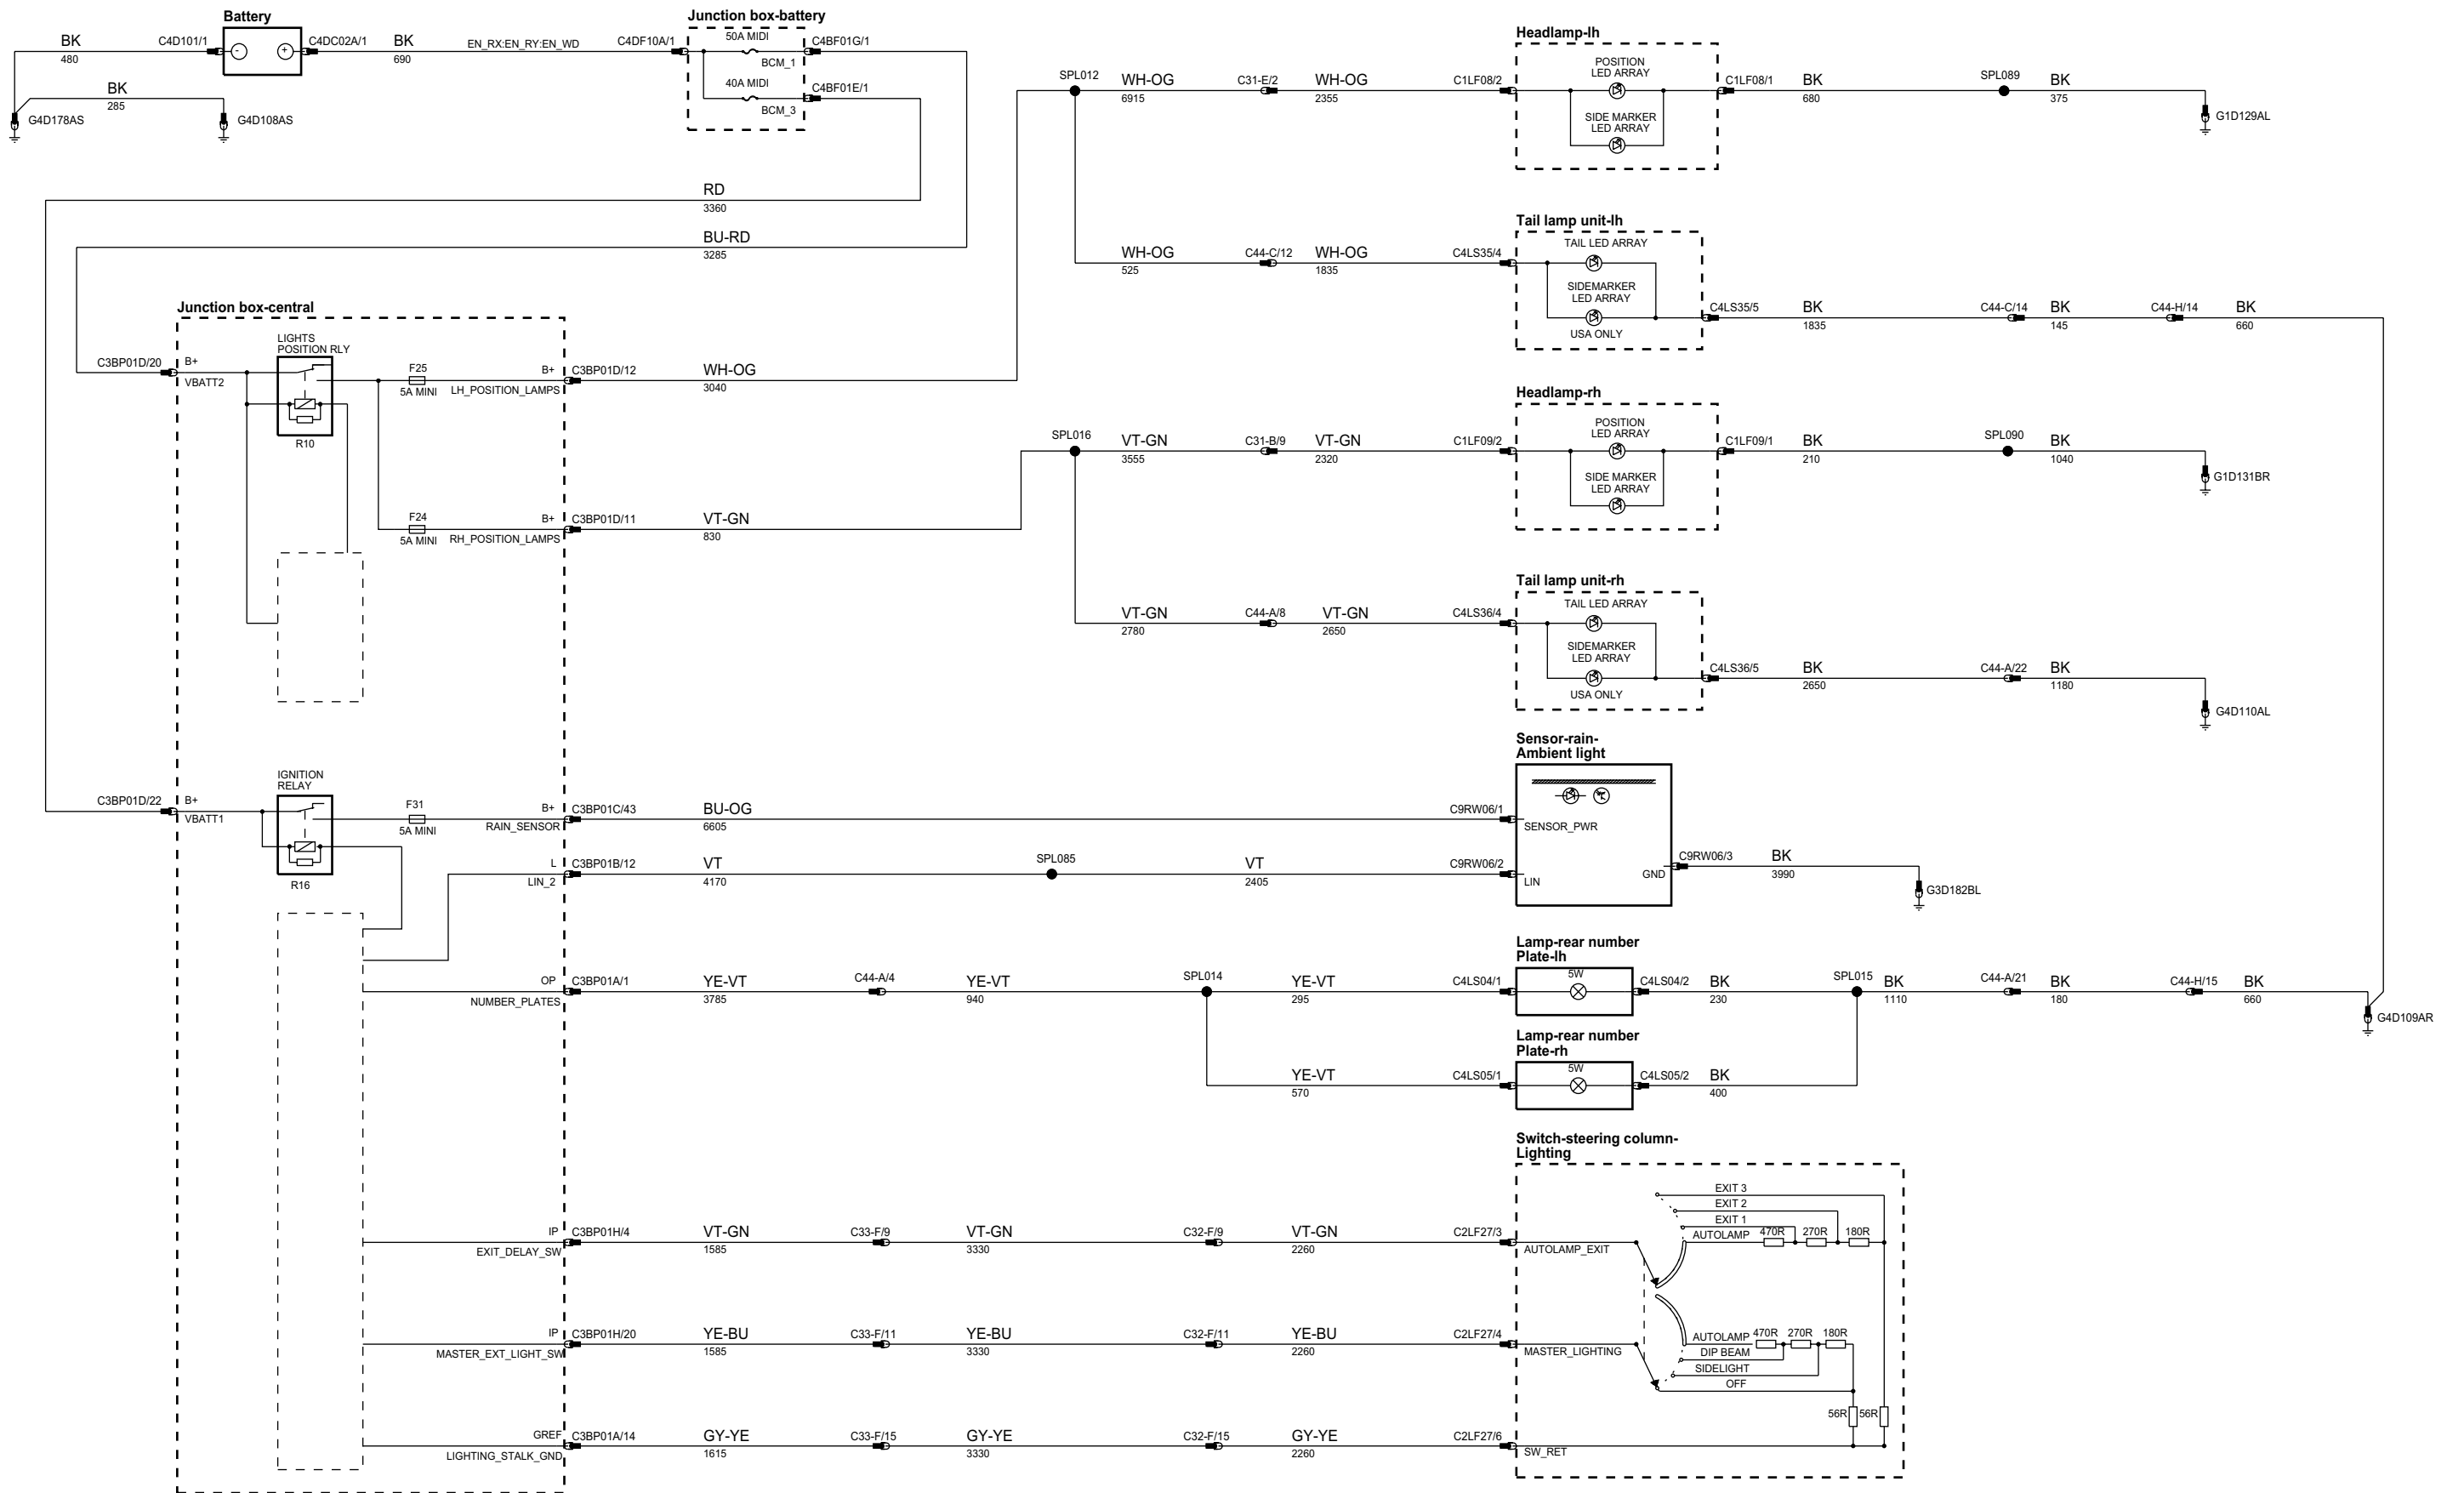 Battery
BK
480
C4D101/1
-
+
C4DC02A/1
BK
690
EN_RX:EN_RY:EN_WD
C4DF10A/1
BK
285
G4D178AS
G4D108AS
Junction box-battery
50A MIDI
BCM_1
C4BF01G/1
40A MIDI
BCM_3
C4BF01E/1
RD
3360
BU-RD
3285
Junction box-central
C3BP01D/20
B+
VBATT2
LIGHTS
POSITION RLY
R10
F25
5A MINI
B+
LH_POSITION_LAMPS
C3BP01D/12
WH-OG
3040
F24
5A MINI
B+
RH_POSITION_LAMPS
C3BP01D/11
VT-GN
830
SPL012
WH-OG
6915
C31-E/2
WH-OG
2355
C1LF08/2
Headlamp-lh
POSITION
LED ARRAY
SIDE MARKER
LED ARRAY
C1LF08/1
BK
680
SPL089
BK
375
G1D129AL
WH-OG
525
C44-C/12
WH-OG
1835
C4LS35/4
Tail lamp unit-lh
TAIL LED ARRAY
SIDEMARKER
LED ARRAY
USA ONLY
C4LS35/5
BK
1835
C44-C/14
BK
145
C44-H/14
BK
660
SPL016
VT-GN
3555
C31-B/9
VT-GN
2320
C1LF09/2
Headlamp-rh
POSITION
LED ARRAY
SIDE MARKER
LED ARRAY
C1LF09/1
BK
210
SPL090
BK
1040
G1D131BR
VT-GN
2780
C44-A/8
VT-GN
2650
C4LS36/4
Tail lamp unit-rh
TAIL LED ARRAY
SIDEMARKER
LED ARRAY
USA ONLY
C4LS36/5
BK
2650
C44-A/22
BK
1180
G4D110AL
C3BP01D/22
B+
VBATT1
IGNITION
RELAY
R16
F31
5A MINI
B+
RAIN_SENSOR
C3BP01C/43
BU-OG
6605
C9RW06/1
Sensor-rain-
Ambient light
SENSOR_PWR
LIN
GND
C9RW06/3
BK
3990
G3D182BL
L
LIN_2
C3BP01B/12
VT
4170
SPL085
VT
2405
C9RW06/2
OP
NUMBER_PLATES
C3BP01A/1
YE-VT
3785
C44-A/4
YE-VT
940
SPL014
YE-VT
295
C4LS04/1
Lamp-rear number
Plate-lh
5W
C4LS04/2
BK
230
SPL015
BK
1110
C44-A/21
BK
180
C44-H/15
BK
660
G4D109AR
YE-VT
570
C4LS05/1
Lamp-rear number
Plate-rh
5W
C4LS05/2
BK
400
Switch-steering column-
Lighting
IP
EXIT_DELAY_SW
C3BP01H/4
VT-GN
1585
C33-F/9
VT-GN
3330
C32-F/9
VT-GN
2260
C2LF27/3
AUTOLAMP_EXIT
EXIT 3
EXIT 2
EXIT 1
AUTOLAMP
470R
270R
180R
IP
MASTER_EXT_LIGHT_SW
C3BP01H/20
YE-BU
1585
C33-F/11
YE-BU
3330
C32-F/11
YE-BU
2260
C2LF27/4
MASTER_LIGHTING
AUTOLAMP
470R
270R
180R
DIP BEAM
SIDELIGHT
OFF
56R
56R
GREF
LIGHTING_STALK_GND
C3BP01A/14
GY-YE
1615
C33-F/15
GY-YE
3330
C32-F/15
GY-YE
2260
C2LF27/6
SW_RET